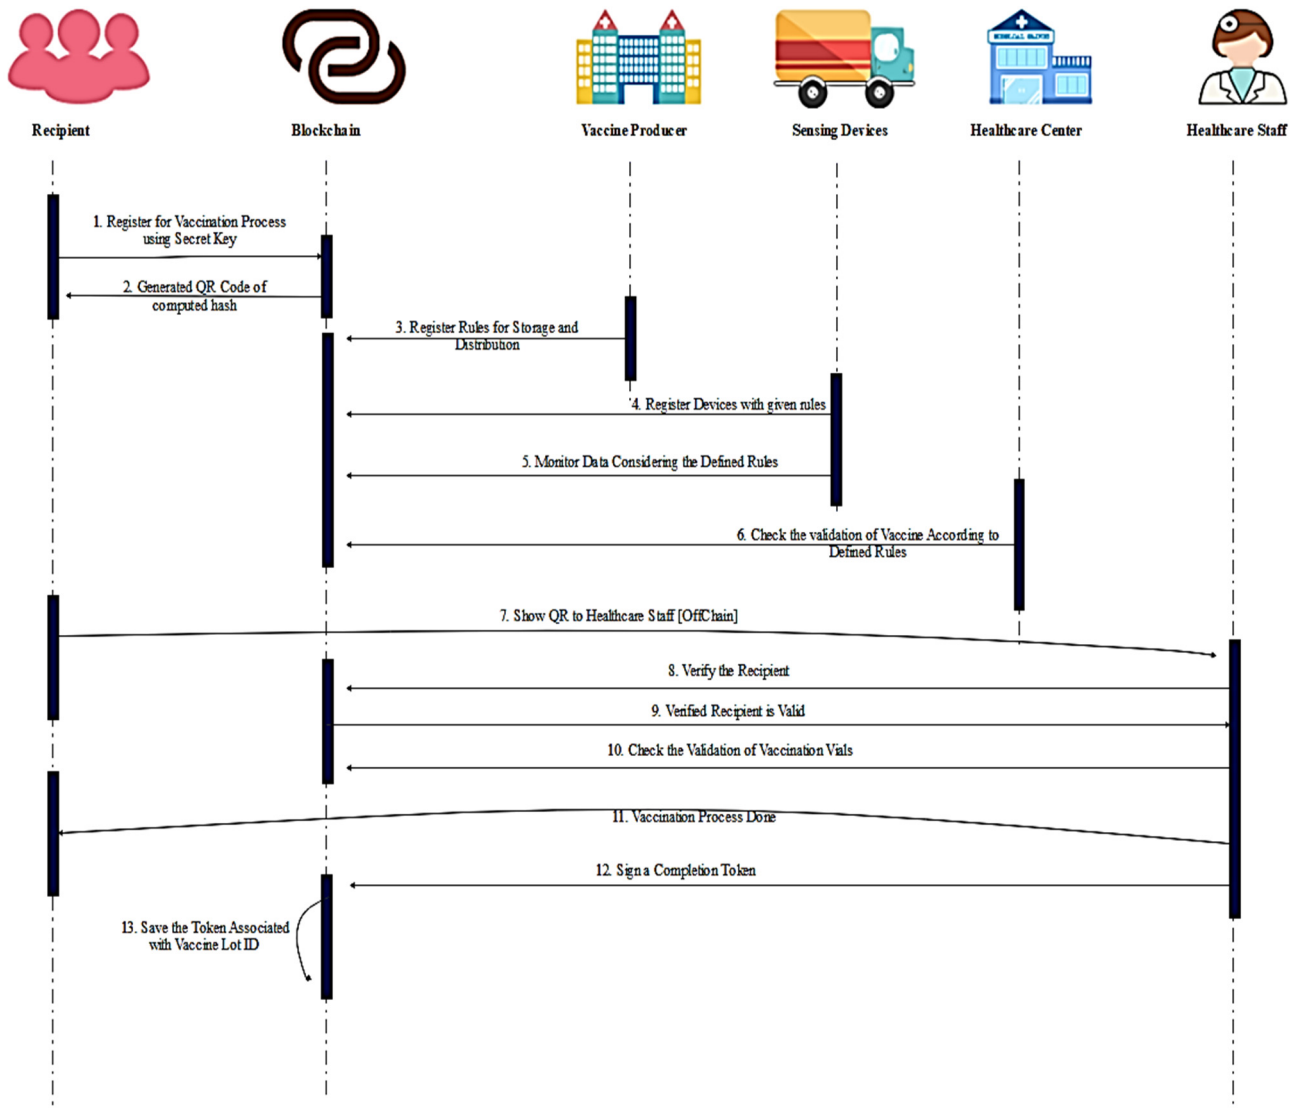 Recipient
Blockchain
Vaccine Producer
Sensing Devices
Healthcare Center
Healthcare Staff
1. Register for Vaccination Process
using Secret Key
2. Generated QR Code of
computed hash
3. Register Rules for Storage and
Distribution
4. Register Devices with given rules
5. Monitor Data Considering the Defined Rules
6. Check the validation of Vaccine According to
Defined Rules
7. Show QR to Healthcare Staff [OffChain]
8. Verify the Recipient
9. Verified Recipient is Valid
10. Check the Validation of Vaccination Vials
11. Vaccination Process Done
12. Sign a Completion Token
13. Save the Token Associated
with Vaccine Lot ID